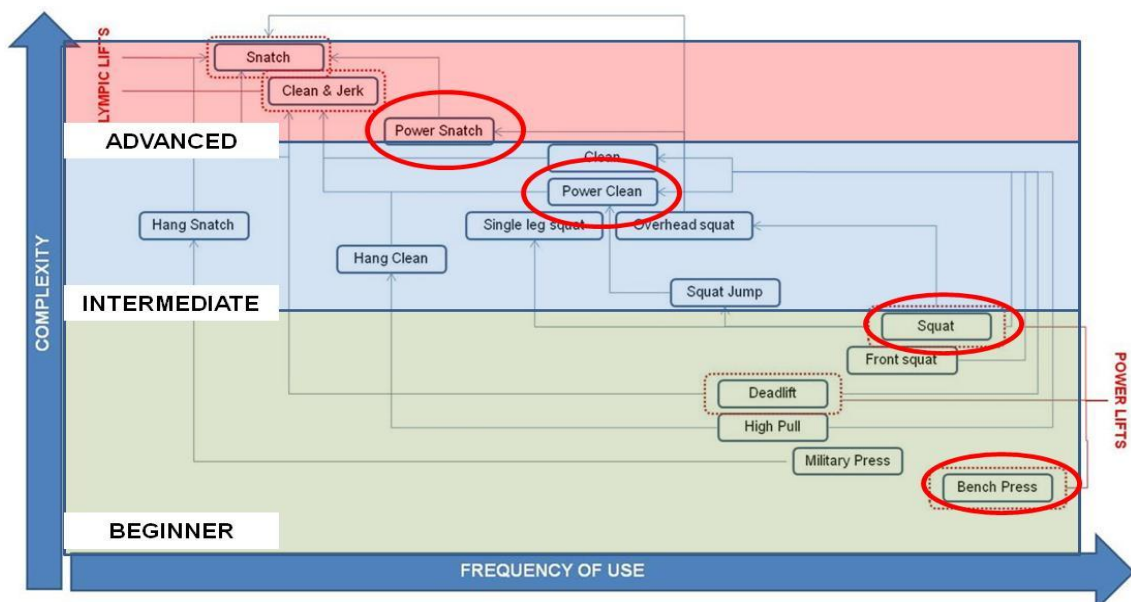 OLYMPIC LIFTS
Snatch
Clean & Jerk
Power Snatch
ADVANCED
Clean
Power Clean
Hang Snatch
Single leg squat
Overhead squat
Hang Clean
Squat Jump
INTERMEDIATE
COMPLEXITY
Squat
Front squat
Deadlift
POWER LIFTS
High Pull
Military Press
Bench Press
BEGINNER
FREQUENCY OF USE